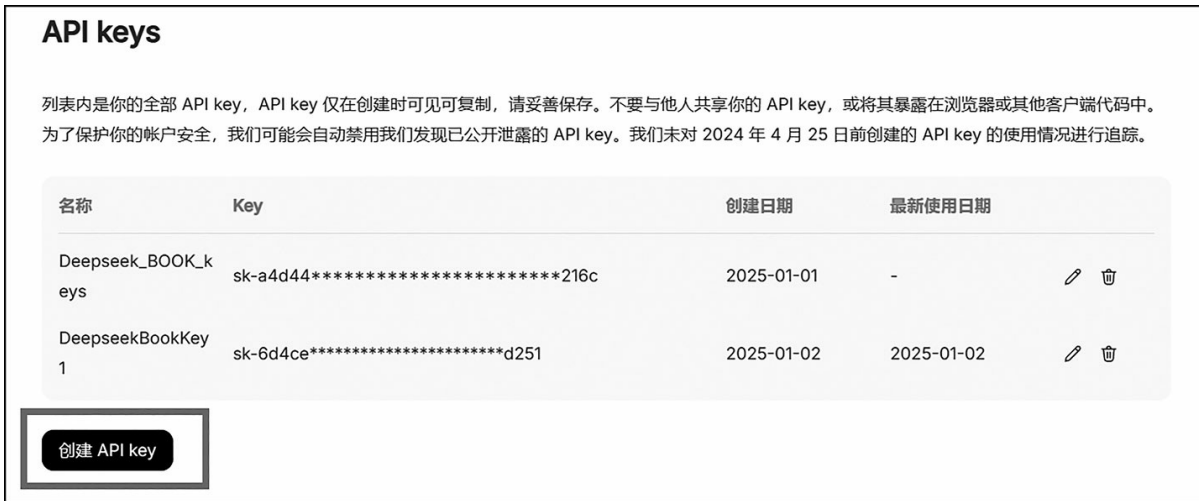 API keys
列表内是你的全部 API key，API key 仅在创建时可见可复制，请妥善保存。不要与他人共享你的 API key，或将其暴露在浏览器或其他客户端代码中。
为了保护你的帐户安全，我们可能会自动禁用我们发现已公开泄露的 API key。我们未对 2024 年 4 月 25 日前创建的 API key 的使用情况进行追踪。
名称 Key 创建日期 最新使用日期
Deepseek_BOOK_k
eys sk-a4d44***********************216c 2025-01-01 -
DeepseekBookKey
1 sk-6d4ce***********************d251 2025-01-02 2025-01-02
创建 API key